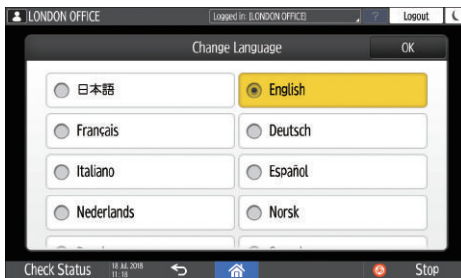 LONDON OFFICE Logged in: [LONDON OFFICE] ? Logout
Change Language OK
日本語 English
Français Deutsch
Italiano Español
Nederlands Norsk
Check Status 18 Jul. 2018 Stop
11:18